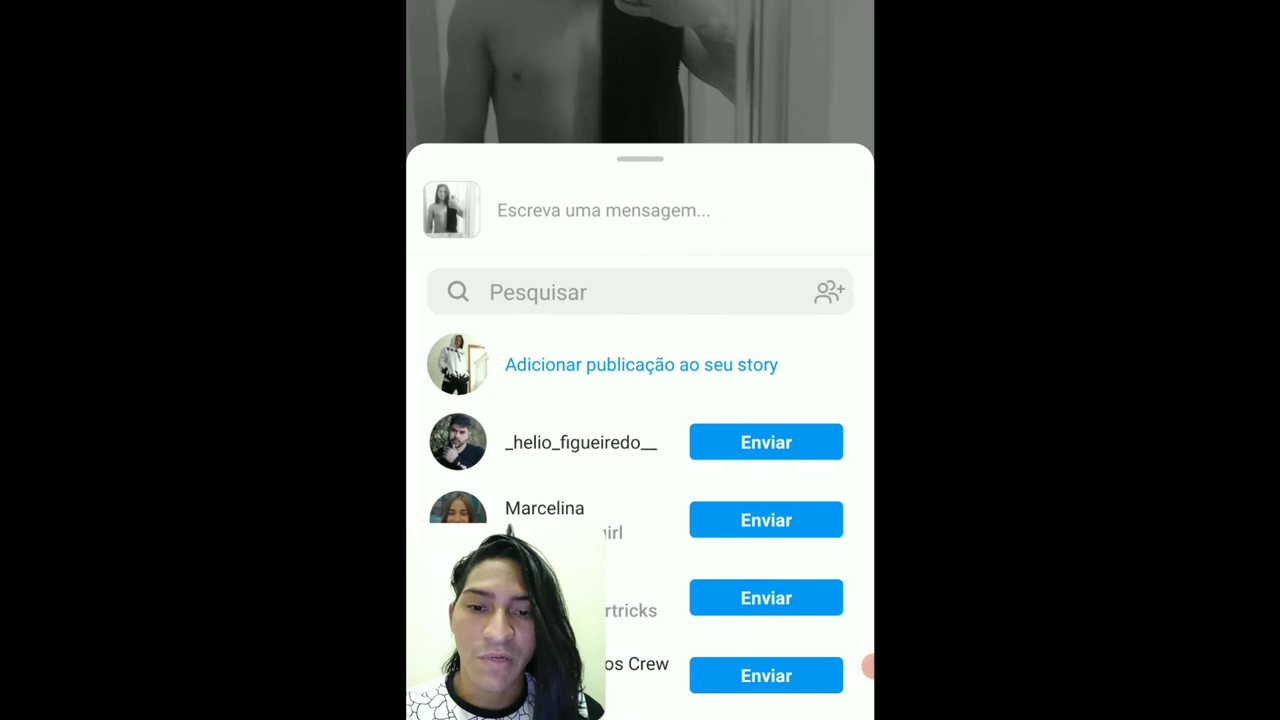 Escreva uma mensagem...
Pesquisar
Adicionar publicação ao seu story
_helio_figueiredo__
Enviar
Marcelina
irl
Enviar
rtricks
Enviar
os Crew
Enviar